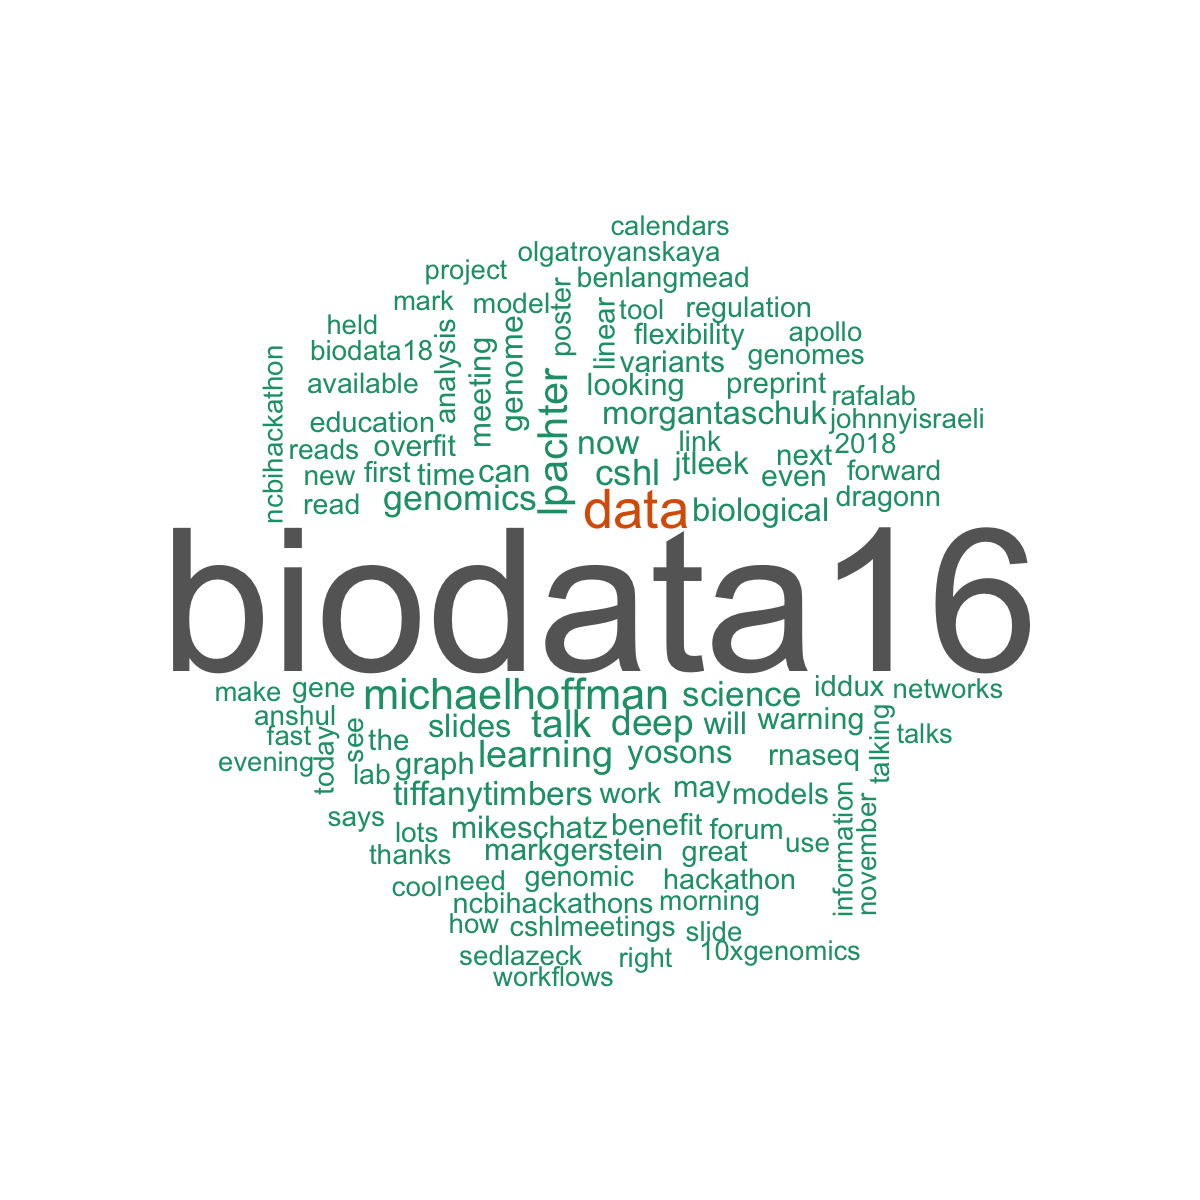 calendars
olgatroyanskaya
project
benlangmead
mark
model
poster
linear
tool
regulation
held
analysis
meeting
genome
flexibility
apollo
biodata18
variants
genomes
ncbihackathon
available
lpachter
looking
preprint
rafalab
education
morgantaschuk
johnnyisraeli
reads
overfit
now
link
2018
new
first
time
can
cshl
jtleek
next
even
forward
read
genomics
data
biological
dragonn
biodata16
make
gene
michaelhoffman
science
iddux
networks
anshul
fast
today
see
the
slides
talk
deep
will
warning
talking
talks
evening
lab
graph
learning
yosons
rnaseq
tiffanytimbers
work
may
models
says
lots
mikeschatz
benefit
forum
use
information
november
thanks
markgerstein
great
cool
need
genomic
hackathon
ncbihackathons
morning
how
cshlmeetings
slide
sedlazeck
right
10xgenomics
workflows